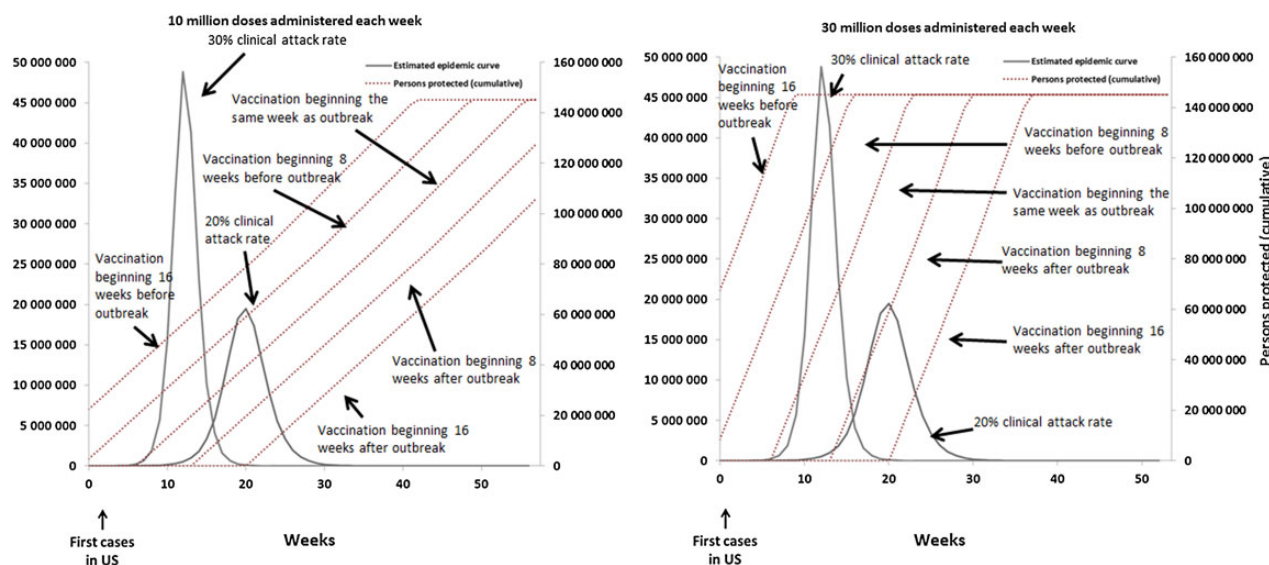 10 million doses administered each week
30% clinical attack rate
Estimated epidemic curve
Persons protected (cumulative)
50 000 000
45 000 000
40 000 000
35 000 000
30 000 000
25 000 000
20 000 000
15 000 000
10 000 000
5 000 000
0
160 000 000
140 000 000
120 000 000
100 000 000
80 000 000
60 000 000
40 000 000
20 000 000
0
Vaccination beginning the
same week as outbreak
Vaccination beginning 8
weeks before outbreak
20% clinical
attack rate
Vaccination
beginning 16
weeks before
outbreak
Vaccination beginning 8
weeks after outbreak
Vaccination beginning 16
weeks after outbreak
0
10
20
30
40
50
First cases
in US
Weeks
30 million doses administered each week
30% clinical attack rate
Estimated epidemic curve
Persons protected (cumulative)
50 000 000
45 000 000
40 000 000
35 000 000
30 000 000
25 000 000
20 000 000
15 000 000
10 000 000
5 000 000
0
160 000 000
140 000 000
120 000 000
100 000 000
80 000 000
60 000 000
40 000 000
20 000 000
0
Persons protected (cumulative)
Vaccination
beginning 16
weeks before
outbreak
Vaccination beginning 8
weeks before outbreak
Vaccination beginning the
same week as outbreak
Vaccination beginning 8
weeks after outbreak
Vaccination beginning 16
weeks after outbreak
20% clinical attack rate
0
10
20
30
40
50
First cases
in US
Weeks